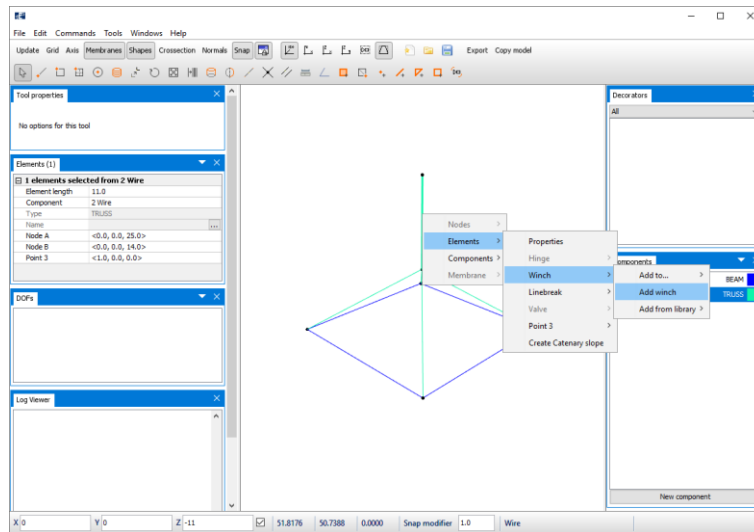 File Edit Commands Tools Windows Help
Update Grid Axis Membranes Shapes Crossection Normals Snap Export Copy model
Tool properties
No options for this tool
Elements (1)
1 elements selected from 2 Wire
Element length 11.0
Component 2 Wire
Type TRUSS
Name ...
Node A <0.0, 0.0, 25.0>
Node B <0.0, 0.0, 14.0>
Point 3 <1.0, 0.0, 0.0>
DOFs
Log Viewer
Nodes
Elements
Components
Membrane
Properties
Hinge
Winch
Linebreak
Valve
Point 3
Create Catenary slope
Add to...
Add winch
Add from library
Decorators
All
omponents
BEAM
TRUSS
New component
X 0 Y 0 Z -11 51.8176 50.7388 0.0000 Snap modifier 1.0 Wire